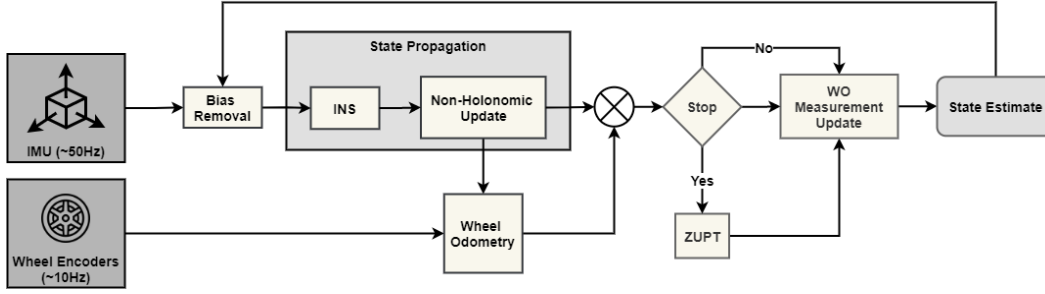 State Propagation
No
IMU (~50Hz)
Bias
Removal
INS
Non-Holonomic
Update
Stop
WO
Measurement
Update
State Estimate
Yes
Wheel Encoders
(~10Hz)
Wheel
Odometry
ZUPT